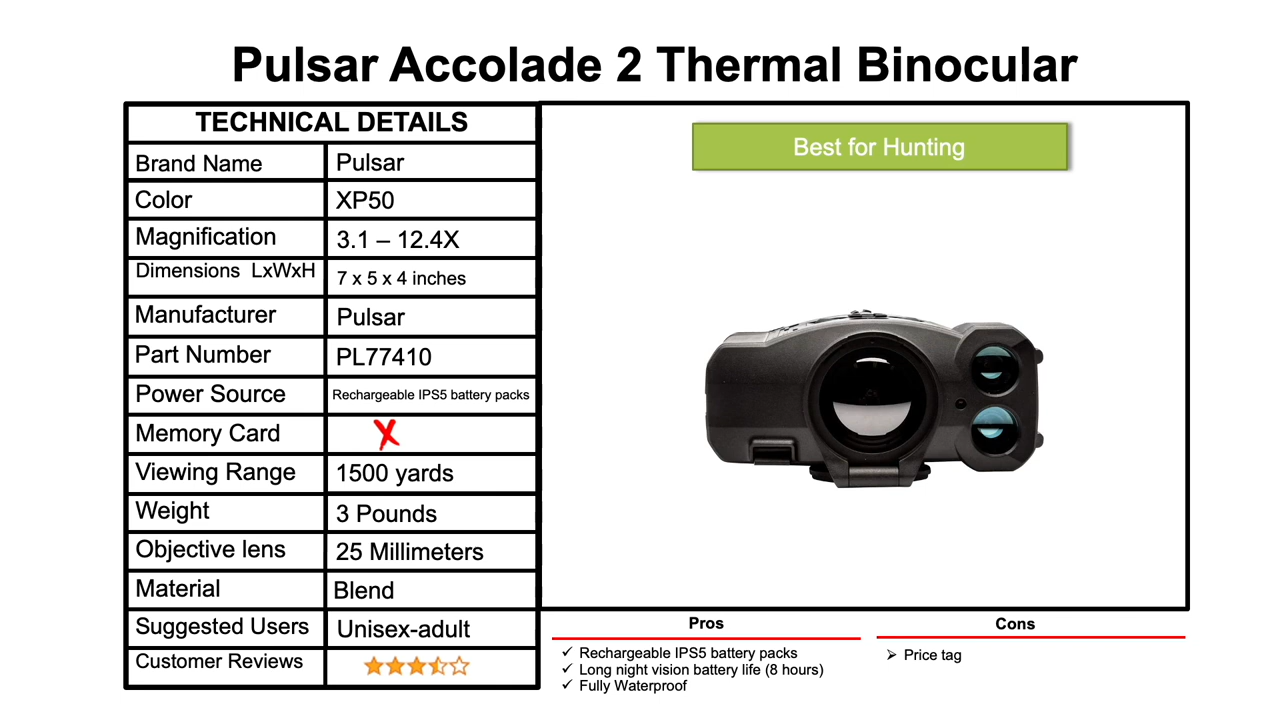 Pulsar Accolade 2 Thermal Binocular
TECHNICAL DETAILS
Brand Name Pulsar
Color XP50
Magnification 3.1 – 12.4X
Dimensions LxWxH 7 x 5 x 4 inches
Manufacturer Pulsar
Part Number PL77410
Power Source Rechargeable IPS5 battery packs
Memory Card
Viewing Range 1500 yards
Weight 3 Pounds
Objective lens 25 Millimeters
Material Blend
Suggested Users Unisex-adult
Customer Reviews
Best for Hunting
Pros
Rechargeable IPS5 battery packs
Long night vision battery life (8 hours)
Fully Waterproof
Cons
Price tag